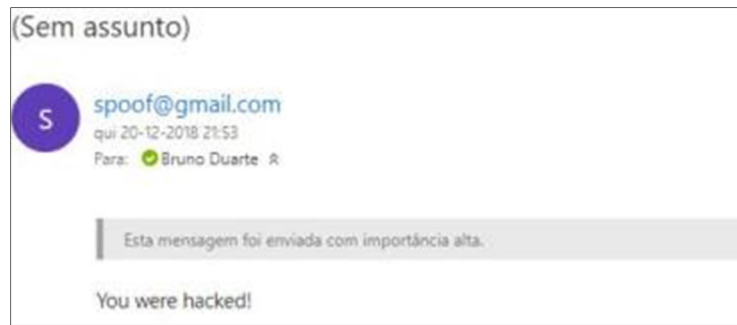 (Sem assunto)
S
spoof@gmail.com
qui 20-12-2018 21:53
Para: Bruno Duarte
Esta mensagem foi enviada com importância alta.
You were hacked!